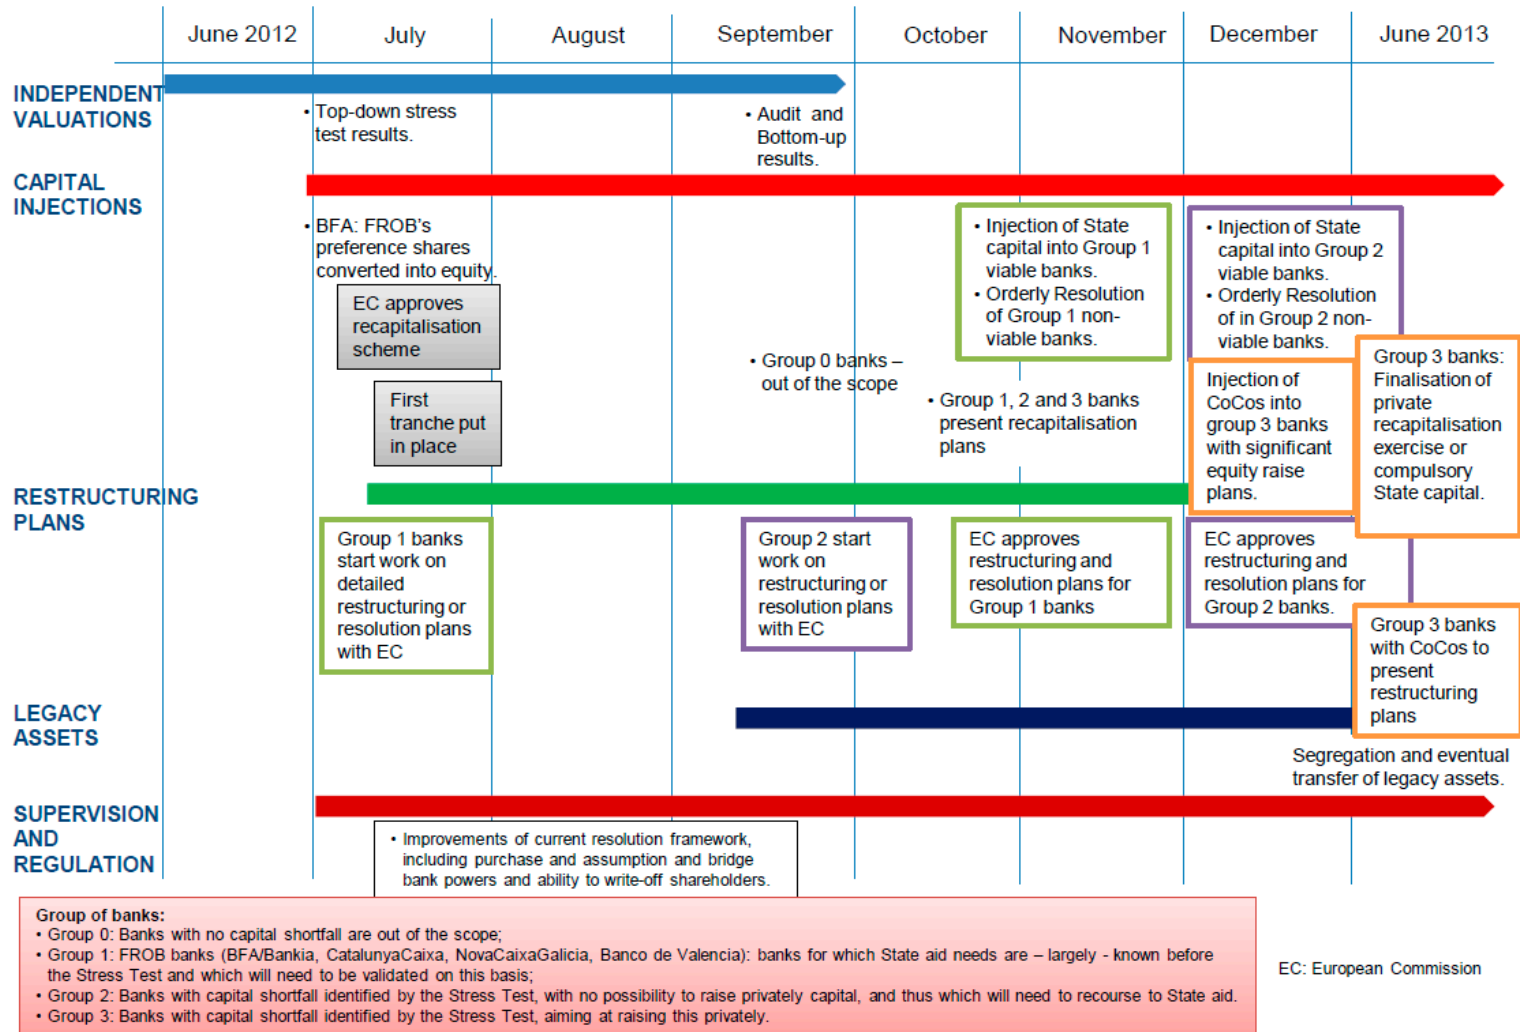 June 2012
July
August
September
October
November
December
June 2013
INDEPENDENT
VALUATIONS
• Top-down stress
test results.
• Audit and
Bottom-up
results.
CAPITAL
INJECTIONS
• BFA: FROB's
preference shares
converted into equity.
EC approves
recapitalisation
scheme
First
tranche put
in place
• Group 0 banks –
out of the scope
• Injection of State
capital into Group 1
viable banks.
• Orderly Resolution
of Group 1 non-
viable banks.
• Group 1, 2 and 3 banks
present recapitalisation
plans
• Injection of State
capital into Group 2
viable banks.
• Orderly Resolution
of in Group 2 non-
viable banks.
Injection of
CoCos into
group 3 banks
with significant
equity raise
plans.
Group 3 banks:
Finalisation of
private
recapitalisation
exercise or
compulsory
State capital.
RESTRUCTURING
PLANS
Group 1 banks
start work on
detailed
restructuring or
resolution plans
with EC
Group 2 start
work on
restructuring or
resolution plans
with EC
EC approves
restructuring and
resolution plans for
Group 1 banks
EC approves
restructuring and
resolution plans for
Group 2 banks.
Group 3 banks
with CoCos to
present
restructuring
plans
LEGACY
ASSETS
Segregation and eventual
transfer of legacy assets.
SUPERVISION
AND
REGULATION
• Improvements of current resolution framework,
including purchase and assumption and bridge
bank powers and ability to write-off shareholders.
Group of banks:
• Group 0: Banks with no capital shortfall are out of the scope;
• Group 1: FROB banks (BFA/Bankia, CatalunyaCaixa, NovaCaixaGalicia, Banco de Valencia): banks for which State aid needs are – largely - known before
the Stress Test and which will need to be validated on this basis;
• Group 2: Banks with capital shortfall identified by the Stress Test, with no possibility to raise privately capital, and thus which will need to recourse to State aid.
• Group 3: Banks with capital shortfall identified by the Stress Test, aiming at raising this privately.
EC: European Commission